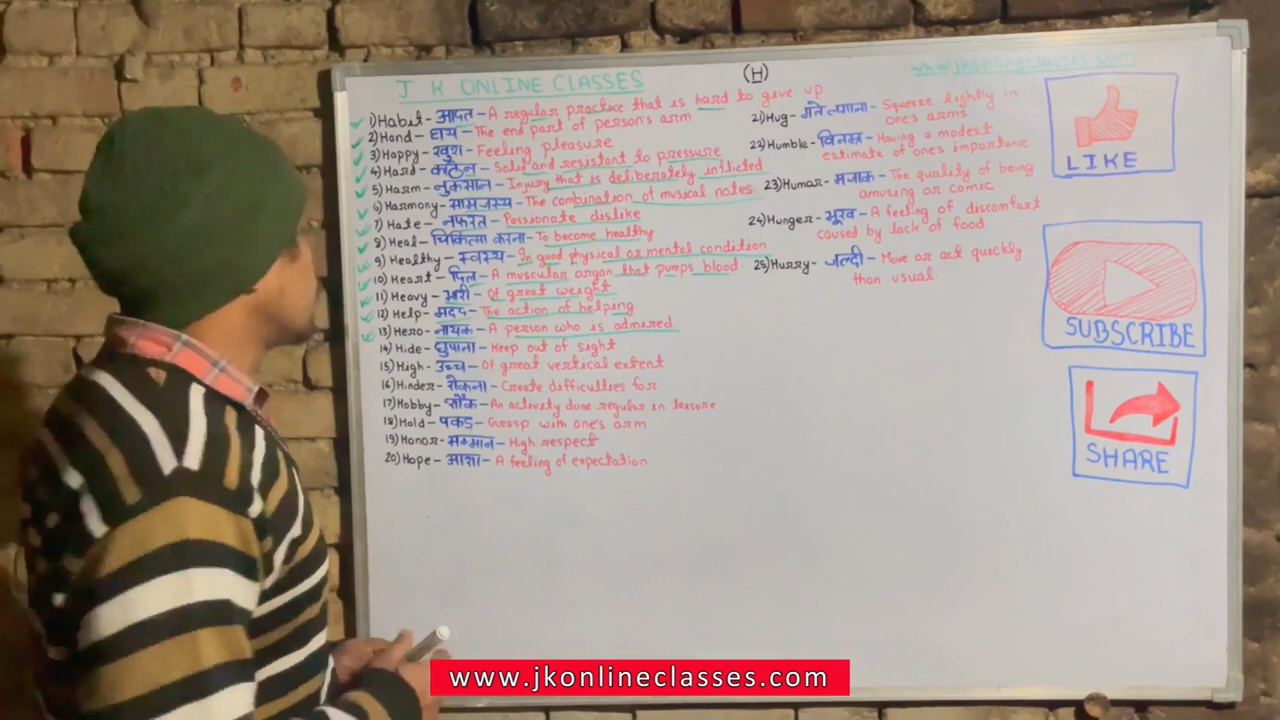 J K ONLINE CLASSES
(H)
www.jkonlineclasses.com
1) Habit - आदत - A regular practice that is hard to give up
2) Hand - हाथ - The end part of person's arm
3) Happy - खुश - Feeling pleasure
4) Hard - कठिन - Solid and resistant to pressure
5) Harm - नुकसान - Injury that is deliberately inflicted
6) Harmony - सामंजस्य - The combination of musical notes
7) Hate - नफरत - Passionate dislike
8) Heal - चिकित्सा करना - To become healthy
9) Healthy - स्वस्थ - In good physical or mental condition
10) Heart - दिल - A muscular organ that pumps blood
11) Heavy - भारी - Of great weight
12) Help - मदद - The action of helping
13) Hero - नायक - A person who is admired
14) Hide - छुपाना - Keep out of sight
15) High - उच्च - Of great vertical extent
16) Hinder - रोकना - Create difficulties for
17) Hobby - शौक - An activity done regular in leisure
18) Hold - पकड़ - Grasp with one's arm
19) Honor - सम्मान - High respect
20) Hope - आशा - A feeling of expectation
21) Hug - गले लगाना - Squeeze tightly in
one's arms
22) Humble - विनम्र - Having a modest
estimate of one's importance
23) Humor - मजाक - The quality of being
amusing or comic
24) Hunger - भूख - A feeling of discomfort
caused by lack of food
25) Hurry - जल्दी - Move or act quickly
than usual.
LIKE
SUBSCRIBE
SHARE
www.jkonlineclasses.com